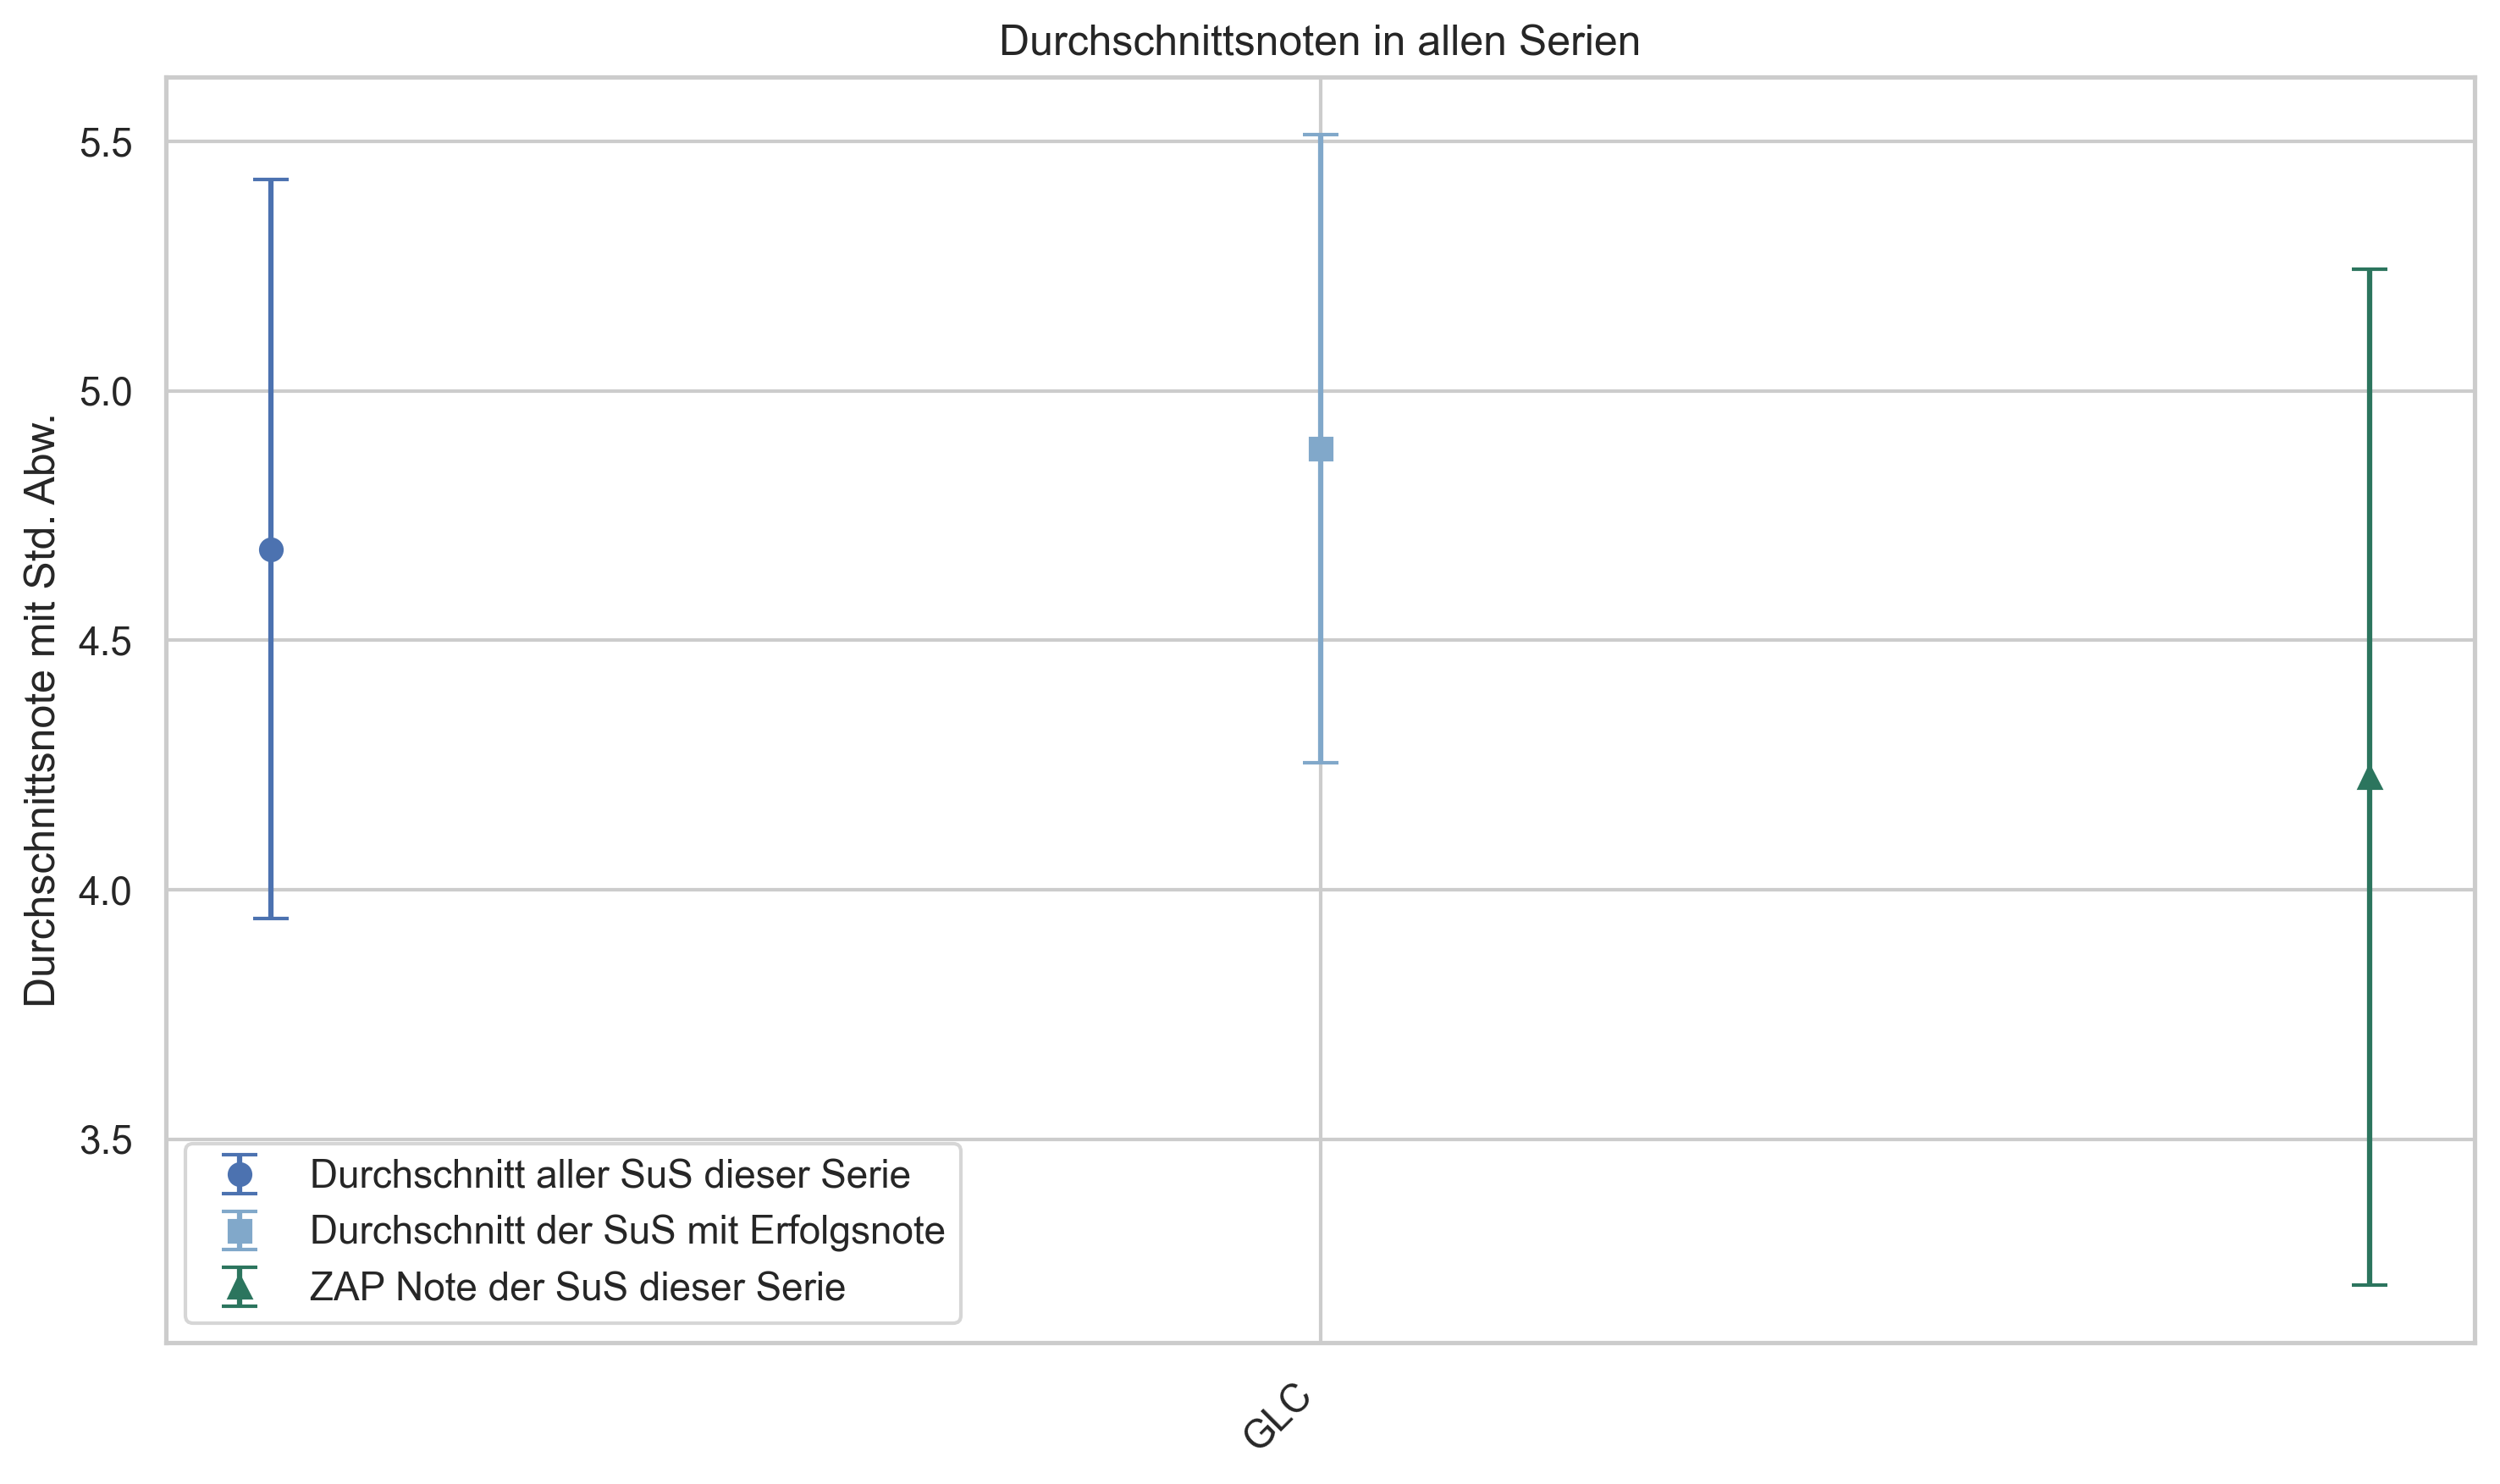 Durchschnittsnoten in allen Serien
Durchschnittsnote mit Std. Abw.
5.5
5.0
4.5
4.0
3.5
Durchschnitt aller SuS dieser Serie
Durchschnitt der SuS mit Erfolgsnote
ZAP Note der SuS dieser Serie
GLC